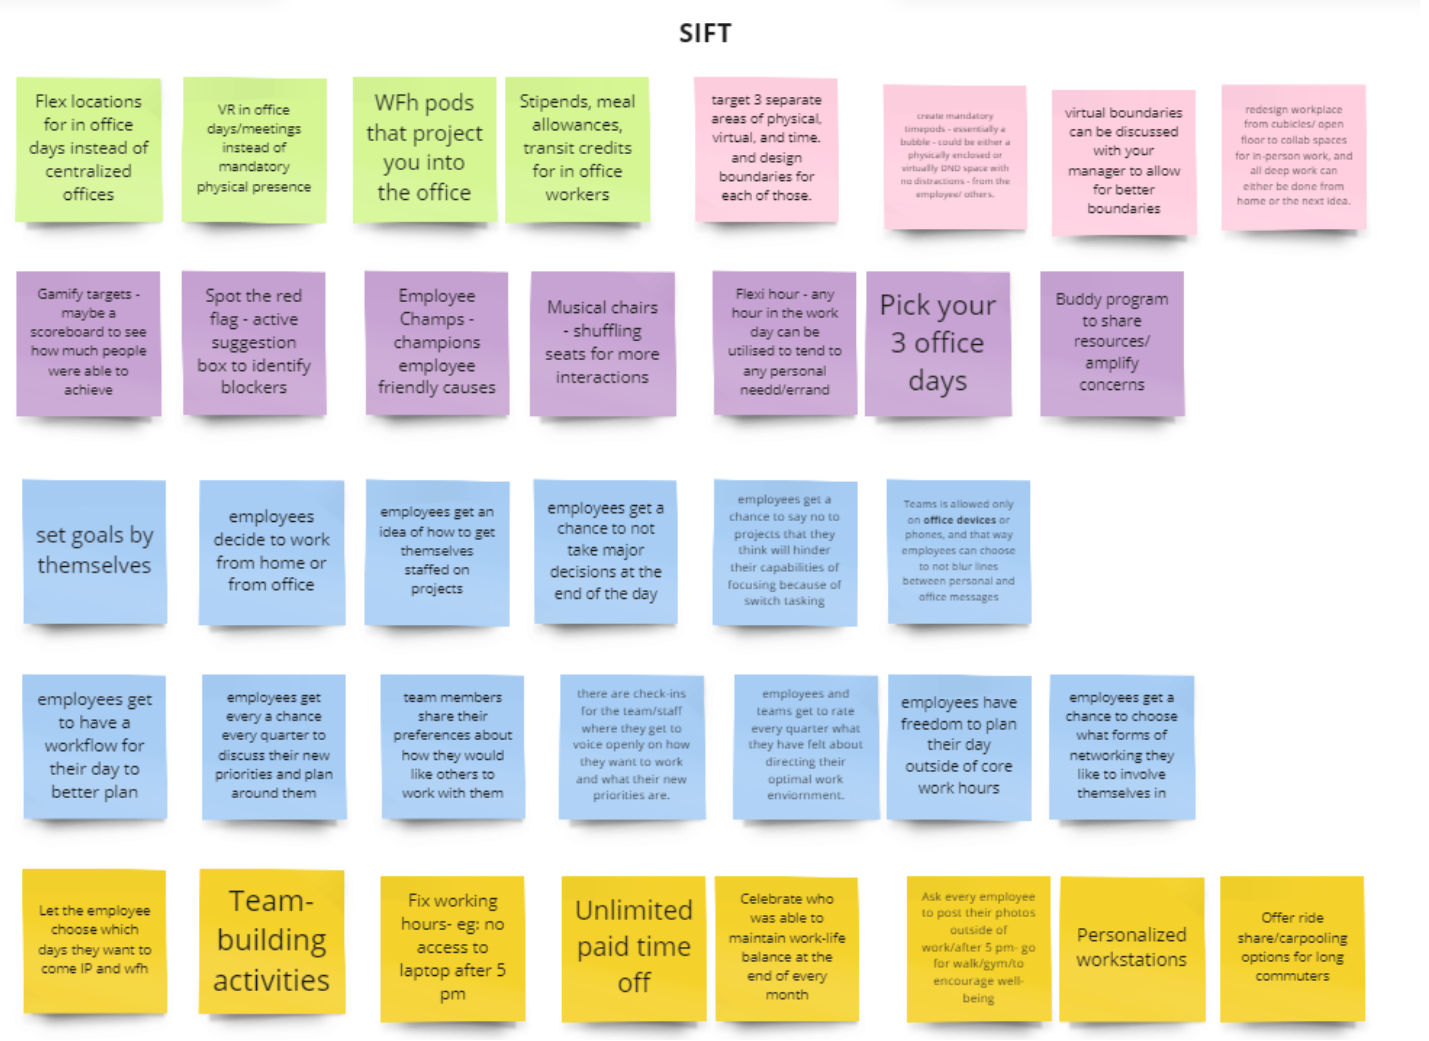 SIFT
Flex locations
for in office
days instead of
centralized
offices
VR in office
days/meetings
instead of
mandatory
physical presence
WFh pods
that project
you into
the office
Stipends, meal
allowances,
transit credits
for in office
workers
target 3 separate
areas of physical,
virtual, and time.
and design
boundaries for
each of those.
create mandatory
timepods - essentially a
bubble - could be either a
physically enclosed or
virtuallly DND space with
no distractions - from the
employee/ others.
virtual boundaries
can be discussed
with your
manager to allow
for better
boundaries
redesign workplace
from cubicles/ open
floor to collab spaces
for in-person work, and
all deep work can
either be done from
home or the next idea.
Gamify targets -
maybe a
scoreboard to see
how much people
were able to
achieve
Spot the red
flag - active
suggestion
box to identify
blockers
Employee
Champs -
champions
employee
friendly causes
Musical chairs
- shuffling
seats for more
interactions
Flexi hour - any
hour in the work
day can be
utilised to tend to
any personal
needd/errand
Pick your
3 office
days
Buddy program
to share
resources/
amplify
concerns
set goals by
themselves
employees
decide to work
from home or
from office
employees get an
idea of how to get
themselves
staffed on
projects
employees get a
chance to not
take major
decisions at the
end of the day
employees get a
chance to say no to
projects that they
think will hinder
their capabilities of
focusing because of
switch tasking
Teams is allowed only
on office devices or
phones, and that way
employees can choose
to not blur lines
between personal and
office messages
employees get
to have a
workflow for
their day to
better plan
employees get
every a chance
every quarter to
discuss their new
priorities and plan
around them
team members
share their
preferences about
how they would
like others to
work with them
there are check-ins
for the team/staff
where they get to
voice openly on how
they want to work
and what their new
priorities are.
employees and
teams get to rate
every quarter what
they have felt about
directing their
optimal work
enviornment.
employees have
freedom to plan
their day
outside of core
work hours
employees get a
chance to choose
what forms of
networking they
like to involve
themselves in
Let the employee
choose which
days they want to
come IP and wfh
Team-
building
activities
Fix working
hours- eg: no
access to
laptop after 5
pm
Unlimited
paid time
off
Celebrate who
was able to
maintain work-life
balance at the
end of every
month
Ask every employee
to post their photos
outside of
work/after 5 pm- go
for walk/gym/to
encourage well-
being
Personalized
workstations
Offer ride
share/carpooling
options for long
commuters